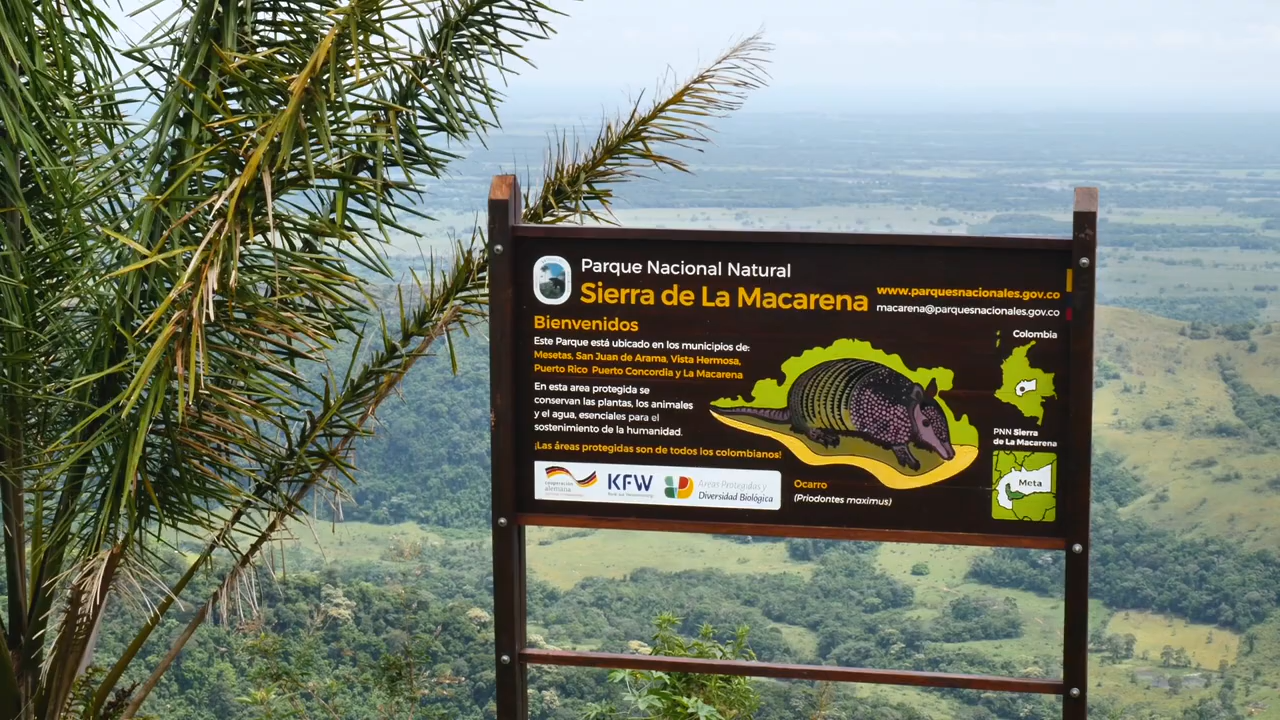 Parque Nacional Natural
Sierra de La Macarena
www.parquesnacionales.gov.co
macarena@parquesnacionales.gov.co
Bienvenidos
Este Parque está ubicado en los municipios de:
Mesetas, San Juan de Arama, Vista Hermosa,
Puerto Rico Puerto Concordia y La Macarena
En esta area protegida se
conservan las plantas, los animales
y el agua, esenciales para el
sostenimiento de la humanidad.
¡Las áreas protegidas son de todos los colombianos!
cooperación
alemana
KFW
Áreas Protegidas y
Diversidad Biológica
Ocarro
(Priodontes maximus)
Colombia
PNN Sierra
de La Macarena
Meta